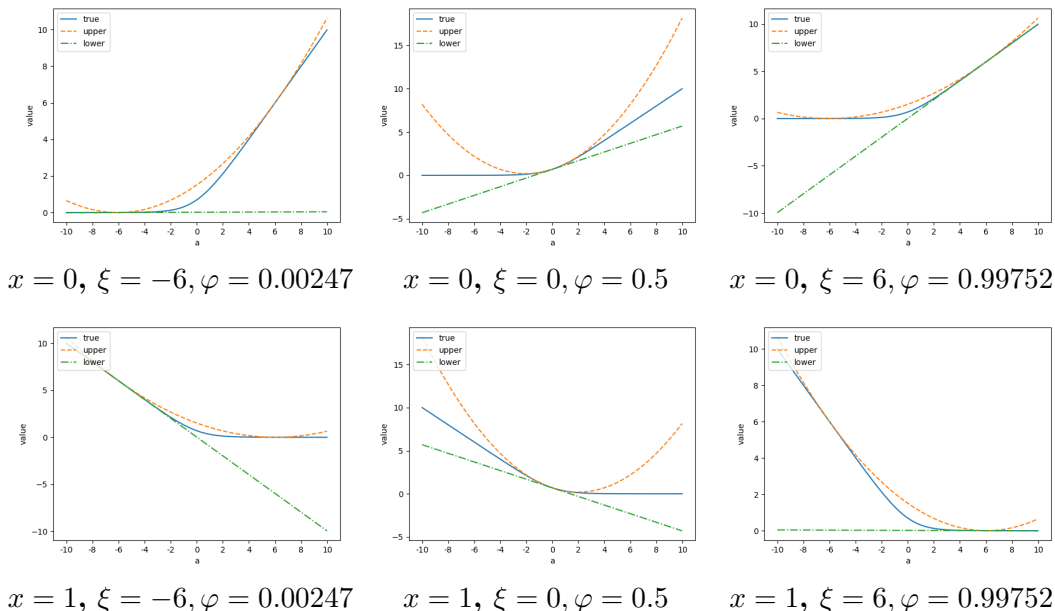 true
upper
lower
value
10
8
6
4
2
0
-10 -8 -6 -4 -2 0 2 4 6 8 10
a
x = 0, ξ = −6, φ = 0.00247
true
upper
lower
value
15
10
5
0
−5
-10 -8 -6 -4 -2 0 2 4 6 8 10
a
x = 0, ξ = 0, φ = 0.5
true
upper
lower
value
10
5
0
−5
−10
-10 -8 -6 -4 -2 0 2 4 6 8 10
a
x = 0, ξ = 6, φ = 0.99752
true
upper
lower
value
10
5
0
−5
−10
-10 -8 -6 -4 -2 0 2 4 6 8 10
a
x = 1, ξ = −6, φ = 0.00247
true
upper
lower
value
15
10
5
0
−5
-10 -8 -6 -4 -2 0 2 4 6 8 10
a
x = 1, ξ = 0, φ = 0.5
true
upper
lower
value
10
8
6
4
2
0
-10 -8 -6 -4 -2 0 2 4 6 8 10
a
x = 1, ξ = 6, φ = 0.99752